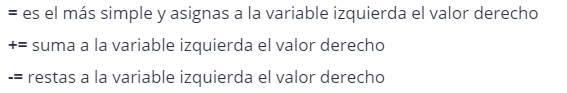 = es el más simple y asignas a la variable izquierda el valor derecho
+= suma a la variable izquierda el valor derecho
-= restas a la variable izquierda el valor derecho